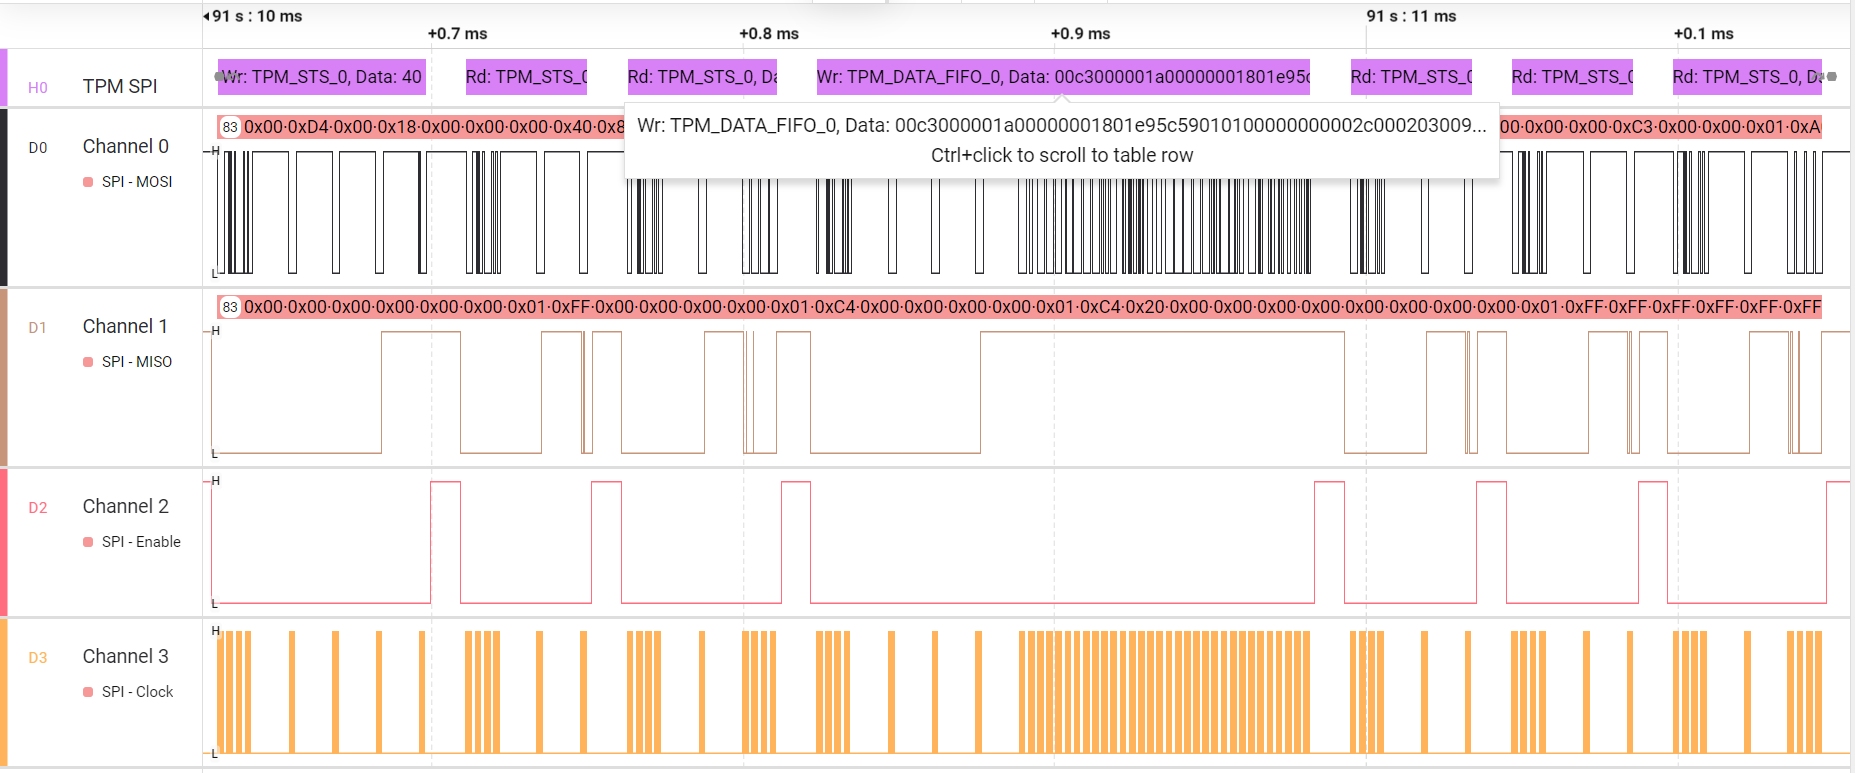 91 s : 10 ms
91 s : 11 ms
+0.7 ms
+0.8 ms
+0.9 ms
+0.1 ms
H0
TPM SPI
Wr: TPM_STS_0, Data: 40
Rd: TPM_STS_0
Rd: TPM_STS_0, Da
Wr: TPM_DATA_FIFO_0, Data: 00c3000001a00000001801e95c
Rd: TPM_STS_0
Rd: TPM_STS_0
Rd: TPM_STS_0, D
D0
Channel 0
SPI - MOSI
83
0x00·0xD4·0x00·0x18·0x00·0x00·0x00·0x40·0x8
00·0x00·0x00·0xC3·0x00·0x00·0x01·0xA
Wr: TPM_DATA_FIFO_0, Data: 00c3000001a00000001801e95c59010100000000002c000203009...
Ctrl+click to scroll to table row
H
L
D1
Channel 1
SPI - MISO
83
0x00·0x00·0x00·0x00·0x00·0x00·0x01·0xFF·0x00·0x00·0x00·0x00·0x01·0xC4·0x00·0x00·0x00·0x00·0x01·0xC4·0x20·0x00·0x00·0x00·0x00·0x00·0x00·0x00·0x00·0x01·0xFF·0xFF·0xFF·0xFF·0xFF
H
L
D2
Channel 2
SPI - Enable
H
L
D3
Channel 3
SPI - Clock
H
L